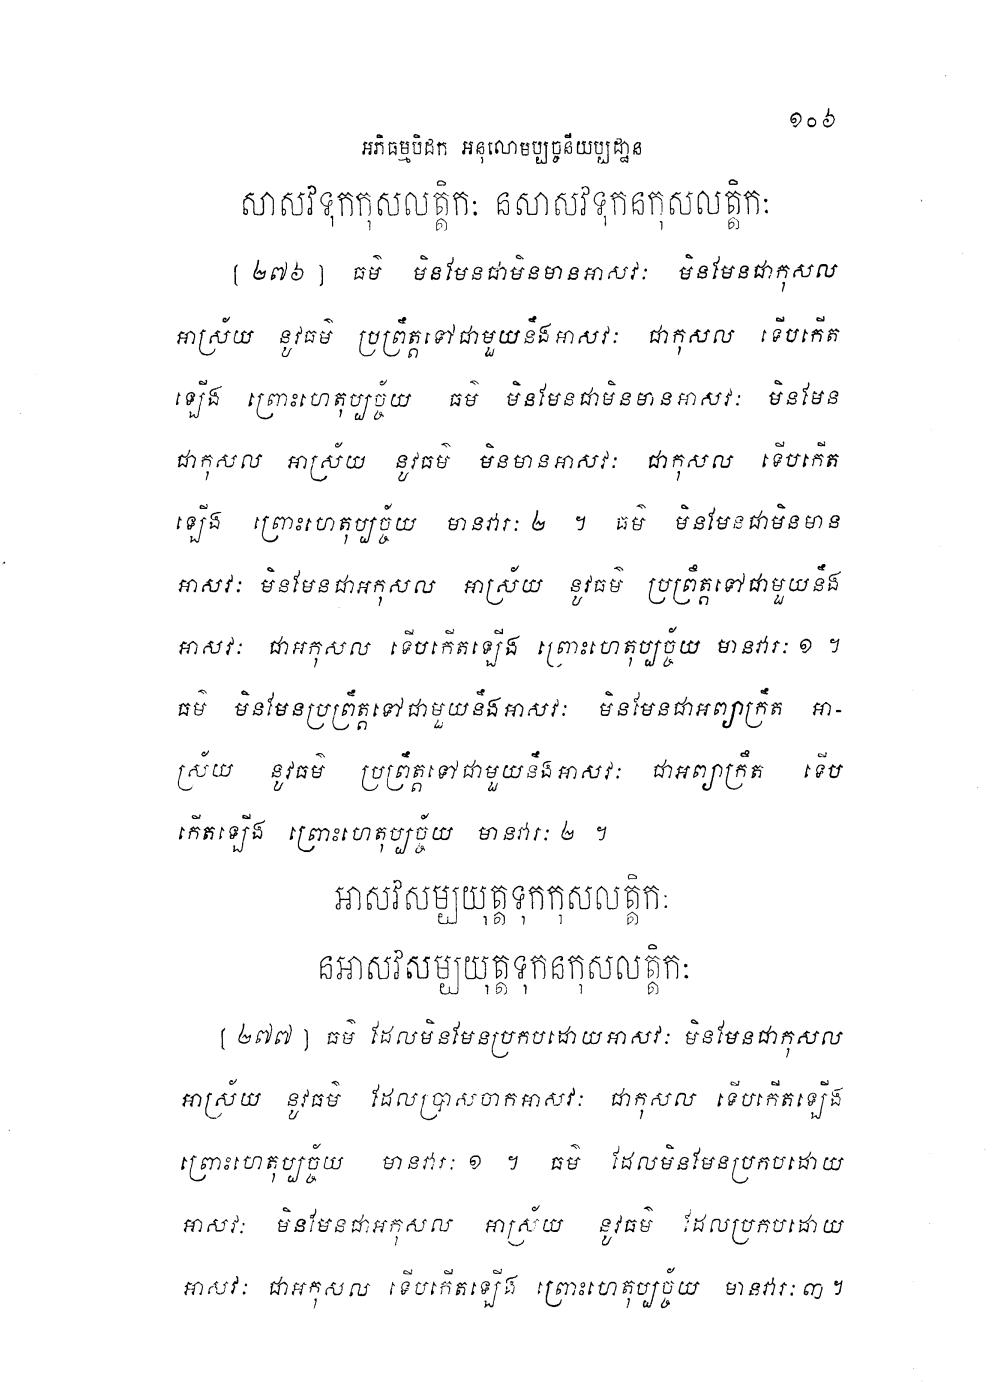 ១០៦
អភិធម្មបិដក អនុលោមប្បច្ចនីយប្បដ្ឋាន
សាសវទុកកុសលត្តិកៈ នសាសវទុកនកុសលត្តិកៈ
[ ២៧៦ ] ធម៌ មិនមែនជាមិនមានអាសវៈ មិនមែនជាកុសល
អាស្រ័យ នូវធម៌ ប្រព្រឹត្តទៅជាមួយនឹងអាសវៈ ជាកុសល ទើបកើត
ឡើង ព្រោះហេតុប្បច្ច័យ ធម៌ មិនមែនជាមិនមានអាសវៈ មិនមែន
ជាកុសល អាស្រ័យ នូវធម៌ មិនមានអាសវៈ ជាកុសល ទើបកើត
ឡើង ព្រោះហេតុប្បច្ច័យ មានវារៈ ២ ។ ធម៌ មិនមែនជាមិនមាន
អាសវៈ មិនមែនជាអកុសល អាស្រ័យ នូវធម៌ ប្រព្រឹត្តទៅជាមួយនឹង
អាសវៈ ជាអកុសល ទើបកើតឡើង ព្រោះហេតុប្បច្ច័យ មានវារៈ ១ ។
ធម៌ មិនមែនប្រព្រឹត្តទៅជាមួយនឹងអាសវៈ មិនមែនជាអព្យាក្រឹត អា-
ស្រ័យ នូវធម៌ ប្រព្រឹត្តទៅជាមួយនឹងអាសវៈ ជាអព្យាក្រឹត ទើប
កើតឡើង ព្រោះហេតុប្បច្ច័យ មានវារៈ ២ ។
អាសវសម្បយុត្តទុកកុសលត្តិកៈ
នអាសវសម្បយុត្តទុកនកុសលត្តិកៈ
[ ២៧៧ ] ធម៌ ដែលមិនមែនប្រកបដោយអាសវៈ មិនមែនជាកុសល
អាស្រ័យ នូវធម៌ ដែលប្រាសចាកអាសវៈ ជាកុសល ទើបកើតឡើង
ព្រោះហេតុប្បច្ច័យ មានវារៈ ១ ។ ធម៌ ដែលមិនមែនប្រកបដោយ
អាសវៈ មិនមែនជាអកុសល អាស្រ័យ នូវធម៌ ដែលប្រកបដោយ
អាសវៈ ជាអកុសល ទើបកើតឡើង ព្រោះហេតុប្បច្ច័យ មានវារៈ ៣ ។